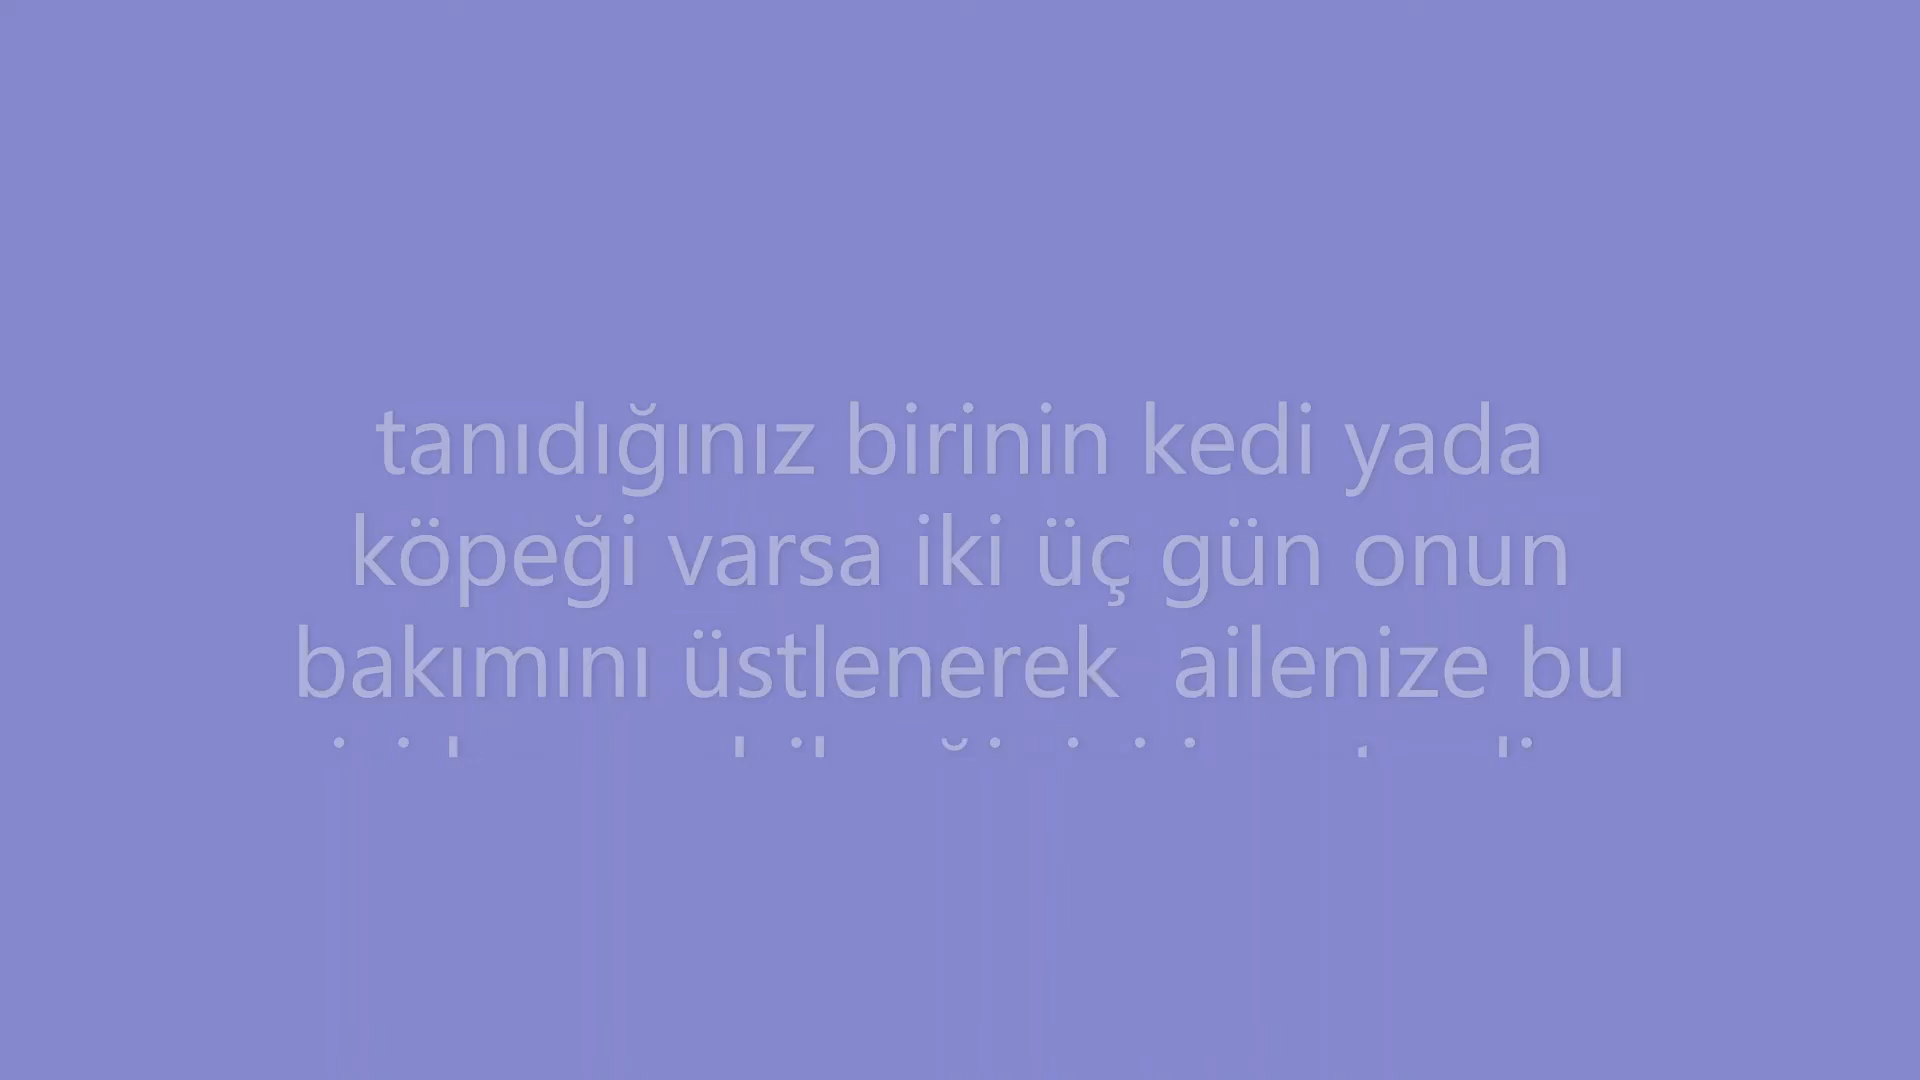 tanıdığınız birinin kedi yada
köpeği varsa iki üç gün onun
bakımını üstlenerek  ailenize bu